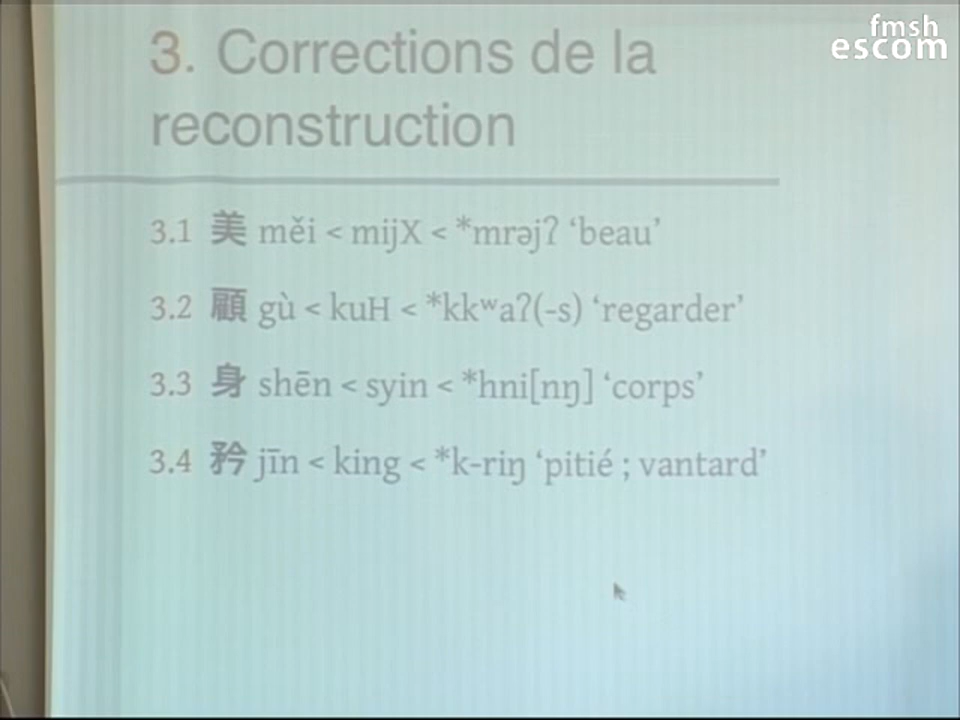 fmsh
escom
3. Corrections de la
reconstruction
3.1 美 měi < mijX < *mrəjʔ ‘beau’
3.2 顧 gù < kuH < *kkʷaʔ(-s) ‘regarder’
3.3 身 shēn < syin < *hni[nŋ] ‘corps’
3.4 矜 jīn < king < *k-riŋ ‘pitié ; vantard’